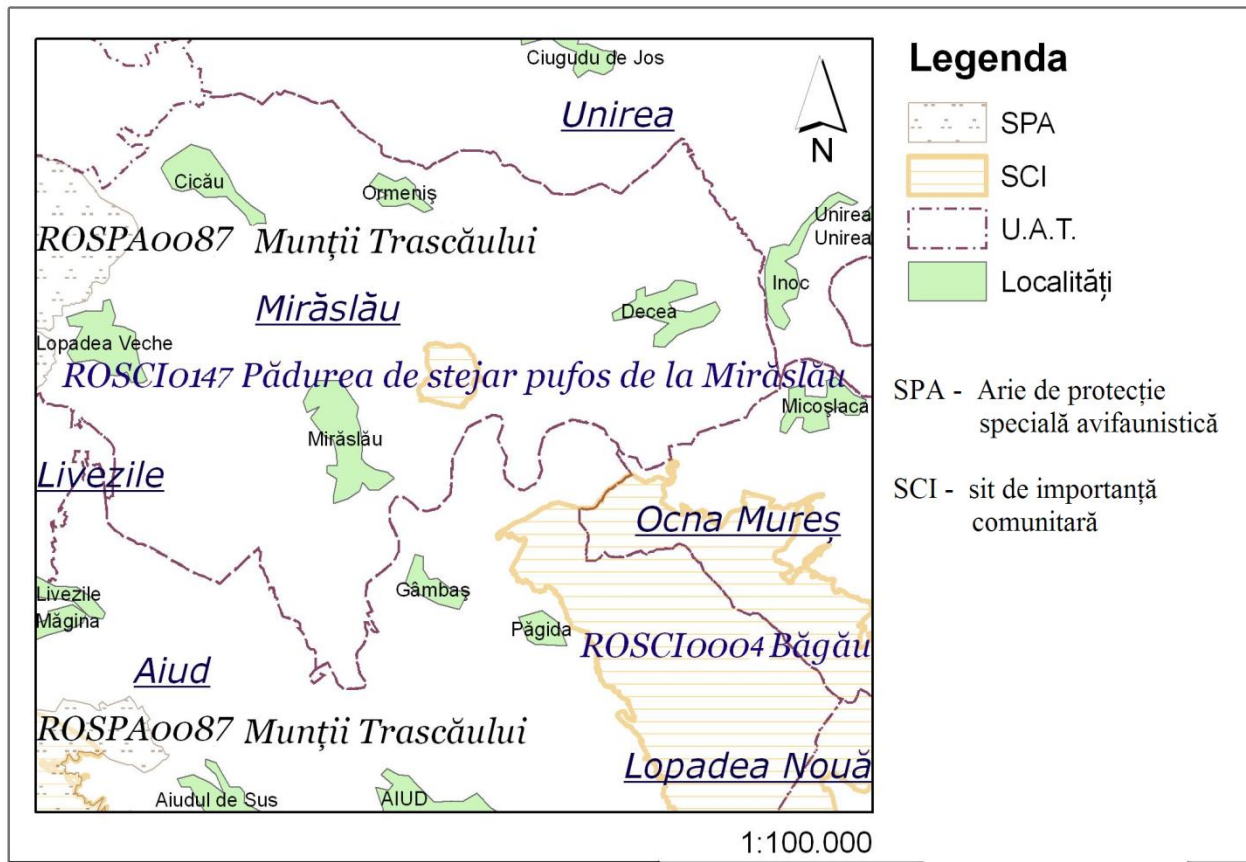 Ciugudu de Jos
Unirea
N
Cicău
Ormeniş
Unirea
Unirea
ROSPA0087 Munții Trascăului
Inoc
Mirăslău
Decea
Lopadea Veche
ROSCI0147 Pădurea de stejar pufos de la Mirăslău
Micoşlaca
Mirăslău
Livezile
Ocna Mureș
Livezile
Gâmbaş
Măgina
Păgida
ROSCI0004 Băgău
Aiud
ROSPA0087 Munții Trascăului
Lopadea Nouă
Aiudul de Sus
AIUD
1:100.000
Legenda
SPA
SCI
U.A.T.
Localități
SPA - Arie de protecție
specială avifaunistică
SCI - sit de importanță
comunitară